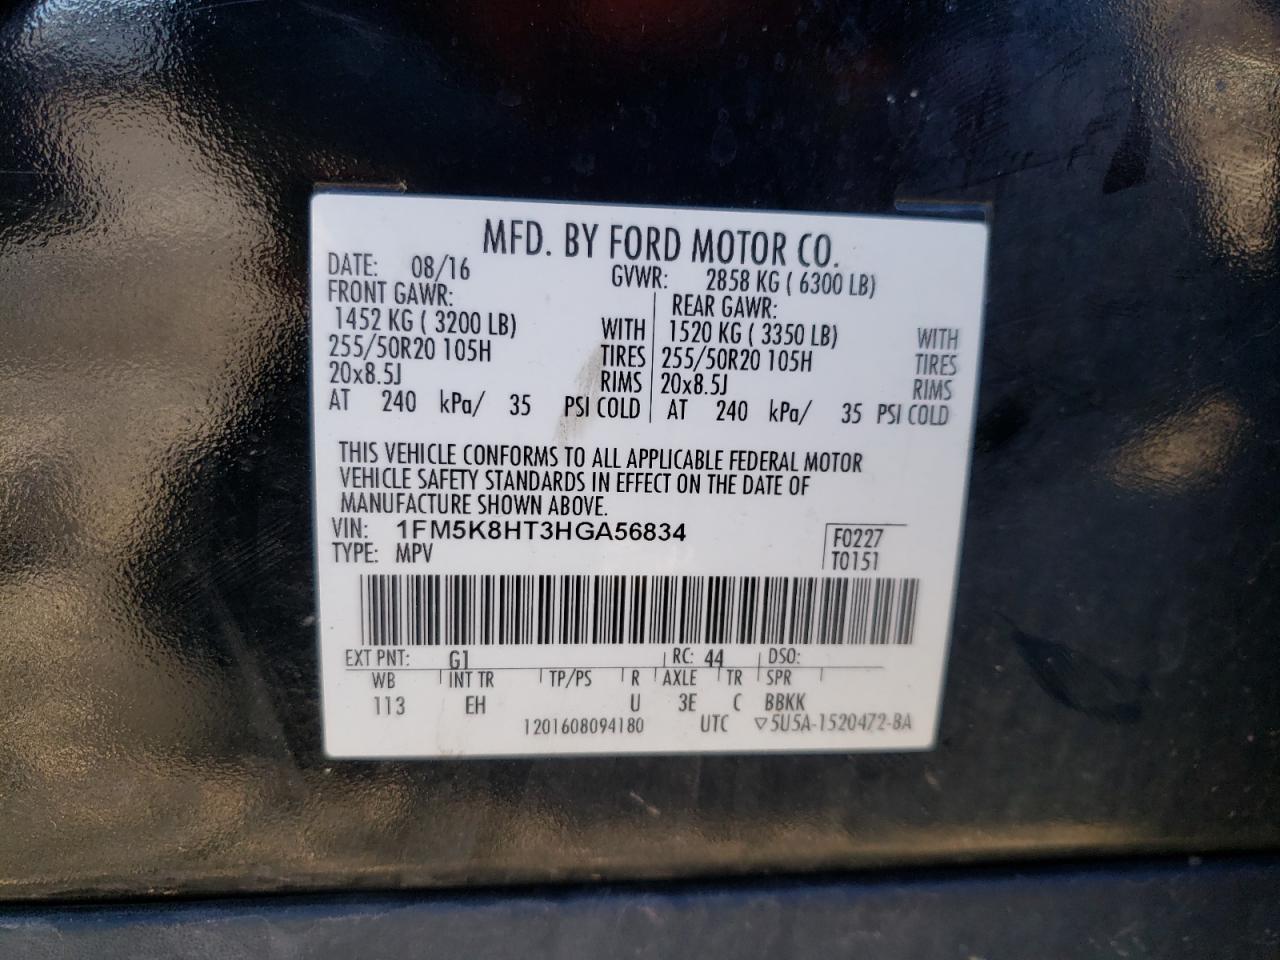 MFD. BY FORD MOTOR CO.
DATE: 08/16 GVWR: 2858 KG ( 6300 LB)
FRONT GAWR: REAR GAWR:
1452 KG ( 3200 LB) WITH 1520 KG ( 3350 LB) WITH
255/50R20 105H TIRES 255/50R20 105H TIRES
20x8.5J RIMS 20x8.5J RIMS
AT 240 kPa/ 35 PSI COLD AT 240 kPa/ 35 PSI COLD
THIS VEHICLE CONFORMS TO ALL APPLICABLE FEDERAL MOTOR
VEHICLE SAFETY STANDARDS IN EFFECT ON THE DATE OF
MANUFACTURE SHOWN ABOVE.
VIN: 1FM5K8HT3HGA56834 F0227
TYPE: MPV T0151
EXT PNT: G1 RC: 44 DSO:
WB INT TR TP/PS R AXLE TR SPR
113 EH U 3E C BBKK
1201608094180 UTC ▽5U5A-1520472-BA